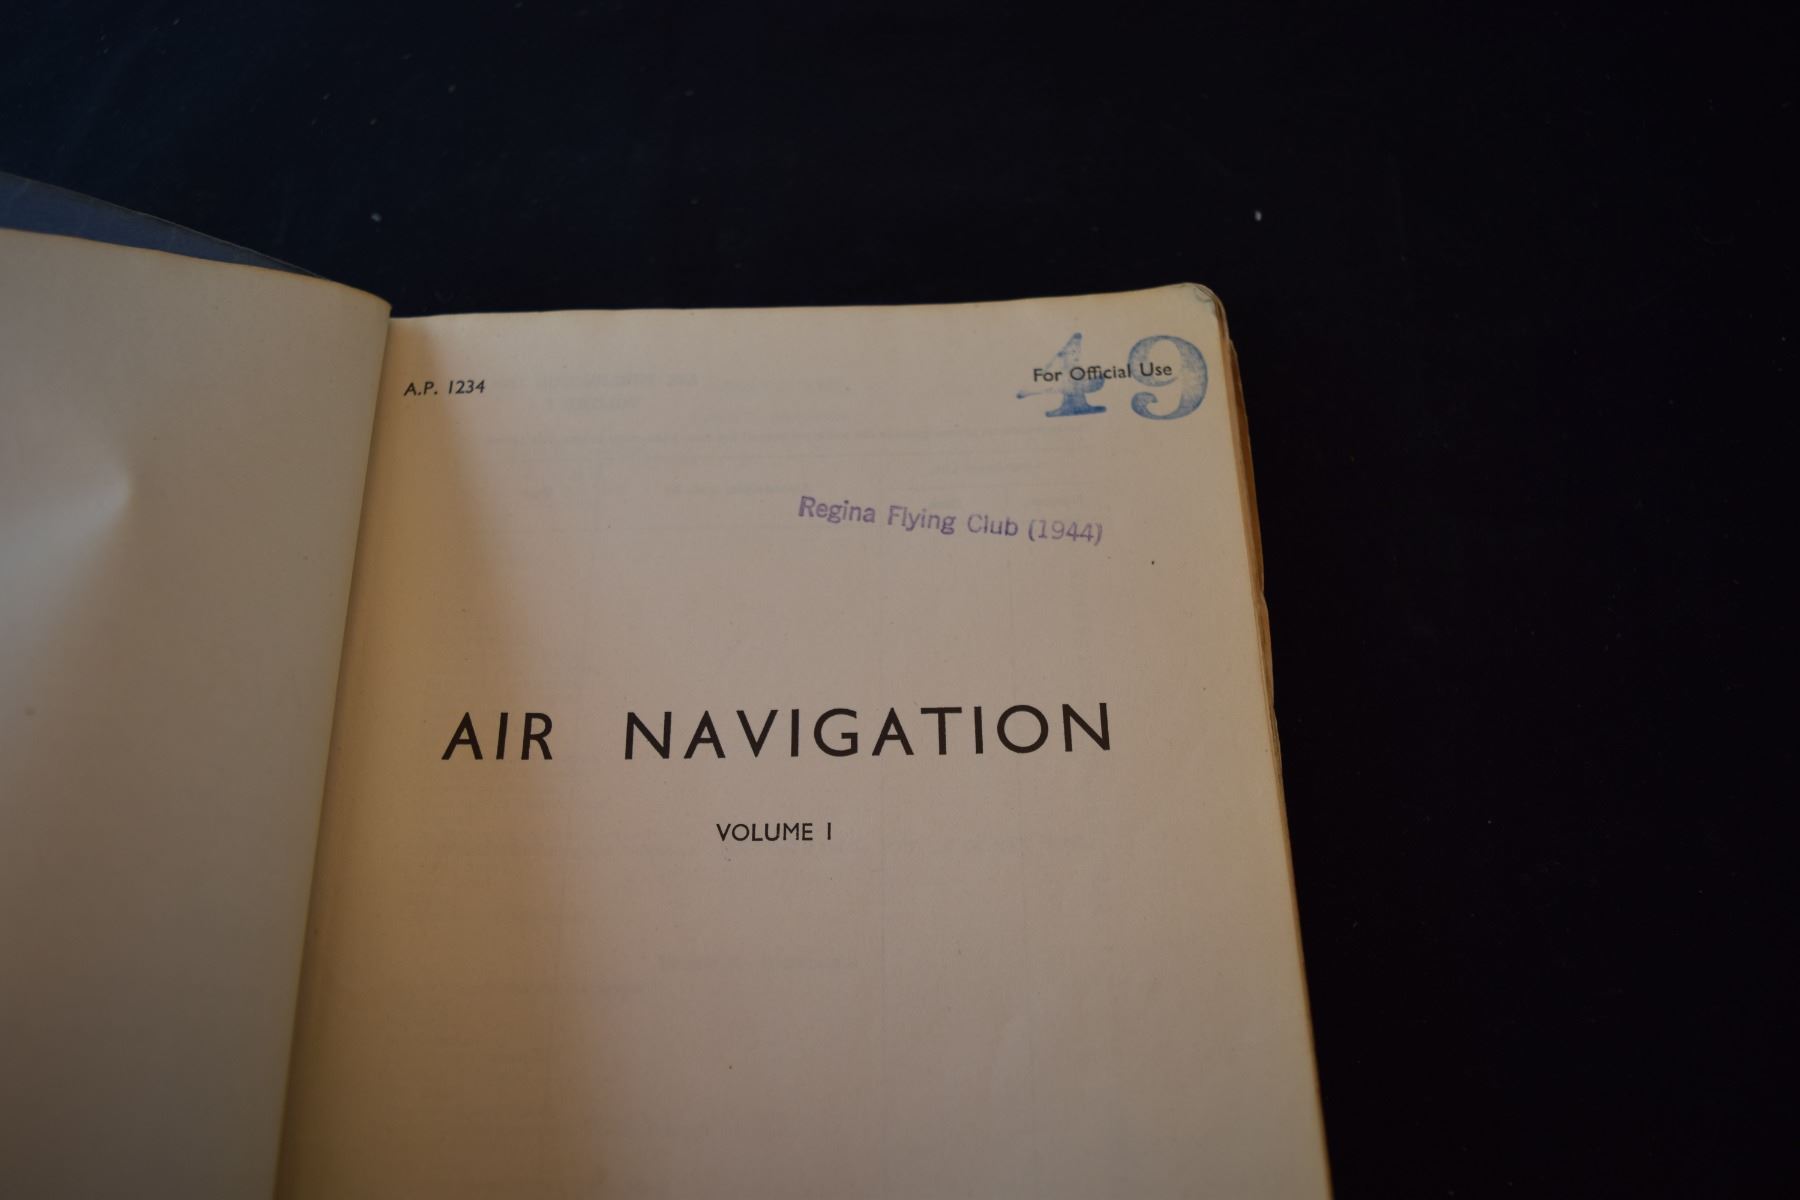 A.P. 1234
For Official Use
49
Regina Flying Club (1944)
AIR NAVIGATION
VOLUME I